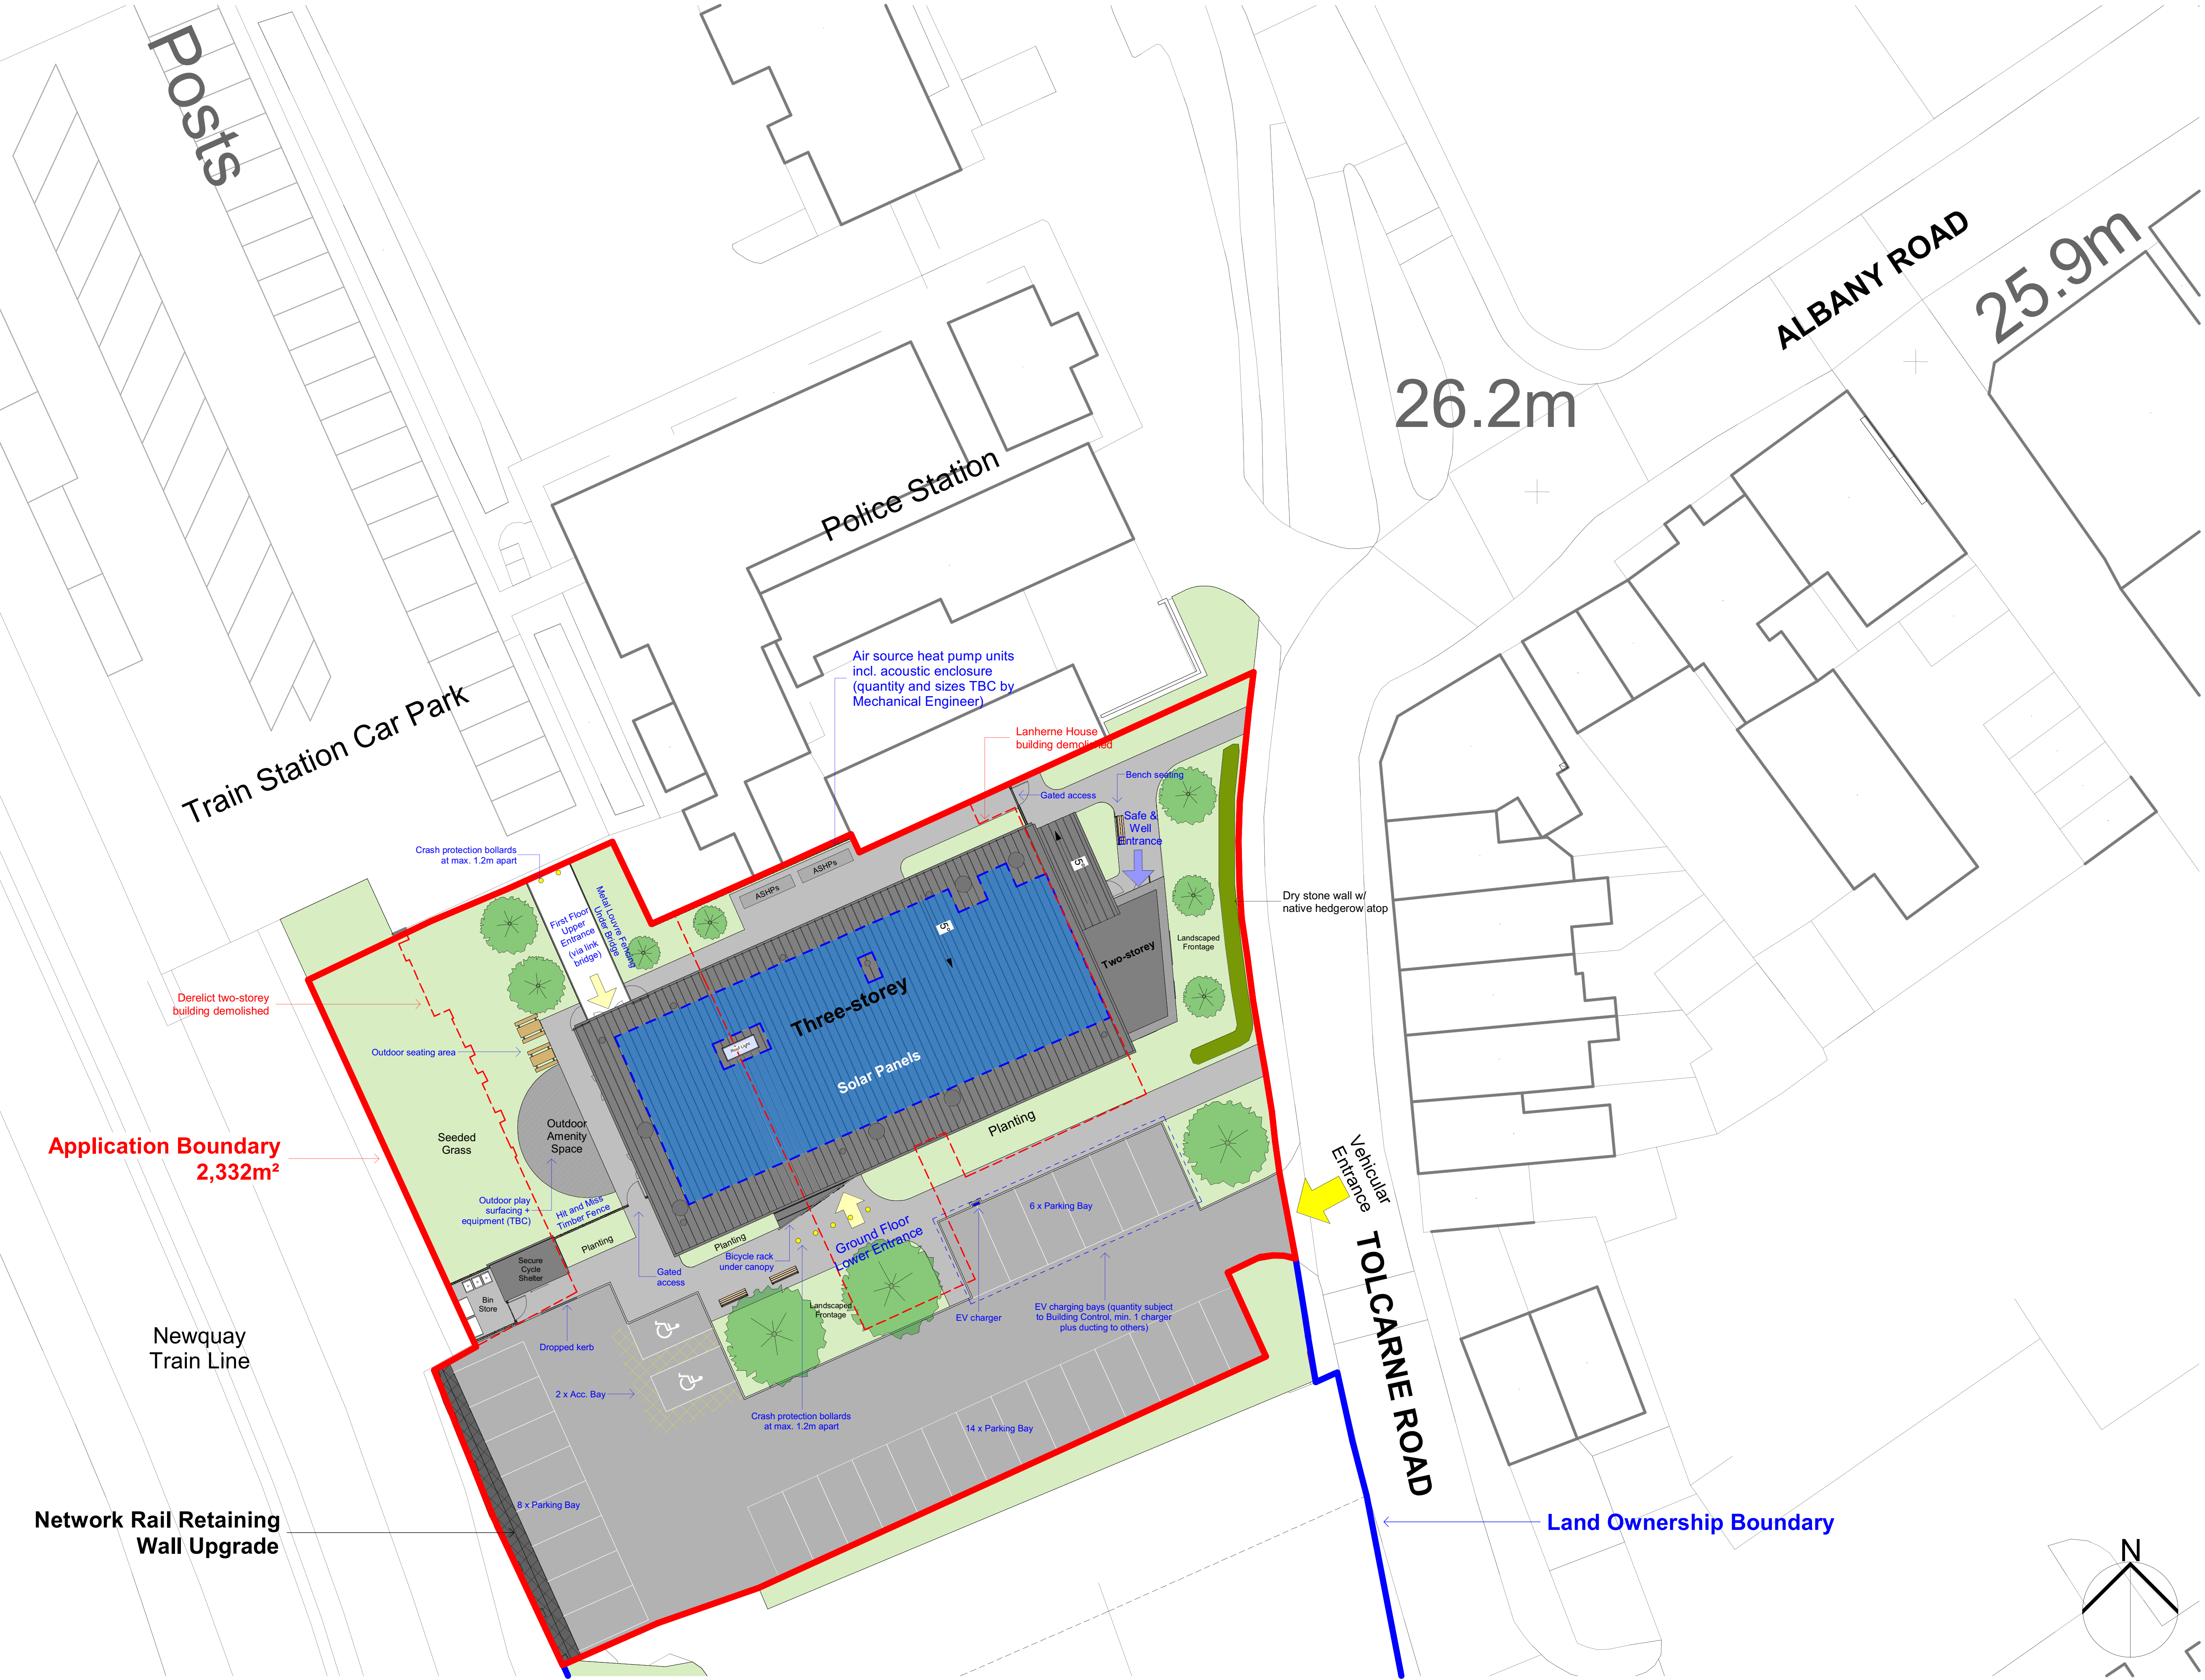 Posts
ALBANY ROAD
25.9m
26.2m
Police Station
Train Station Car Park
Air source heat pump units
incl. acoustic enclosure
(quantity and sizes TBC by
Mechanical Engineer)
Lanherne House
building demolished
Bench seating
Gated access
Safe &
Well
Entrance
Crash protection bollards
at max. 1.2m apart
ASHPs
ASHPs
5°
5°
First Floor
Upper
Entrance
(via link
bridge)
Metal Louvre Fencing
Under Bridge
Dry stone wall w/
native hedgerow atop
Landscaped
Frontage
Two-storey
Three-storey
Roof Light
Solar Panels
Derelict two-storey
building demolished
Outdoor seating area
Seeded
Grass
Outdoor
Amenity
Space
Planting
Application Boundary
2,332m²
Outdoor play
surfacing +
equipment (TBC)
Hit and Miss
Timber Fence
Planting
Planting
Vehicular
Entrance
6 x Parking Bay
Ground Floor
Lower Entrance
Bicycle rack
under canopy
Gated
access
Secure
Cycle
Shelter
Bin
Store
Landscaped
Frontage
EV charger
EV charging bays (quantity subject
to Building Control, min. 1 charger
plus ducting to others)
Dropped kerb
Newquay
Train Line
TOLCARNE ROAD
2 x Acc. Bay
Crash protection bollards
at max. 1.2m apart
14 x Parking Bay
8 x Parking Bay
Network Rail Retaining
Wall Upgrade
Land Ownership Boundary
N